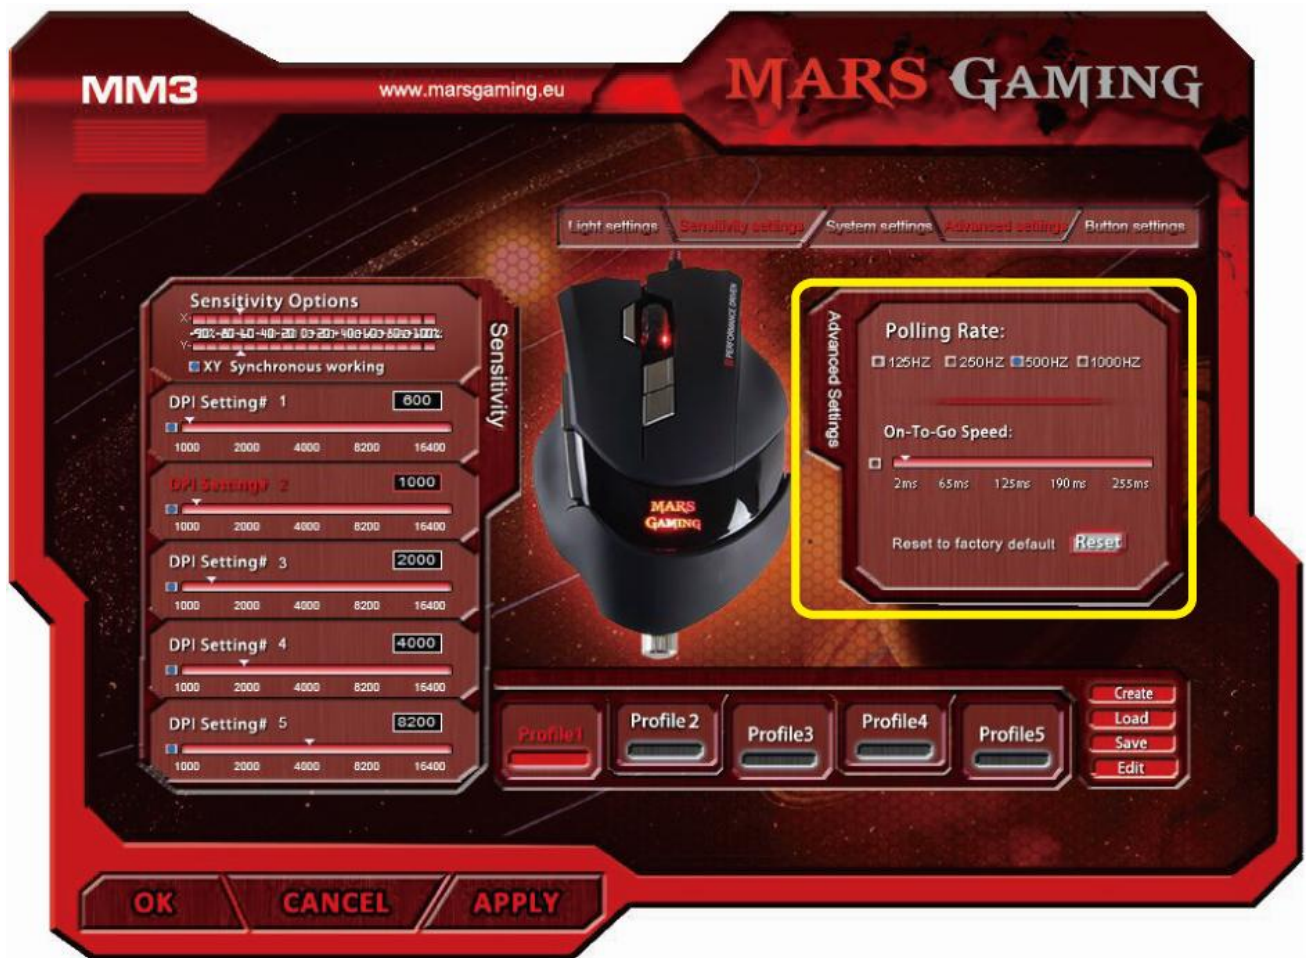 MM3
www.marsgaming.eu
MARS GAMING
Light settings Sensitivity settings System settings Advanced settings Button settings
Sensitivity Options
X-
Y-
XY Synchronous working
Sensitivity
DPI Setting# 1 600
1000 2000 4000 8200 16400
DPI Setting# 2 1000
1000 2000 4000 8200 16400
DPI Setting# 3 2000
1000 2000 4000 8200 16400
DPI Setting# 4 4000
1000 2000 4000 8200 16400
DPI Setting# 5 8200
1000 2000 4000 8200 16400
PERFORMANCE DRIVEN
MARS
GAMING
Advanced Settings
Polling Rate:
125HZ 250HZ 500HZ 1000HZ
On-To-Go Speed:
2ms 65ms 125ms 190 ms 255ms
Reset to factory default Reset
Profile1 Profile 2 Profile3 Profile4 Profile5
Create
Load
Save
Edit
OK CANCEL APPLY